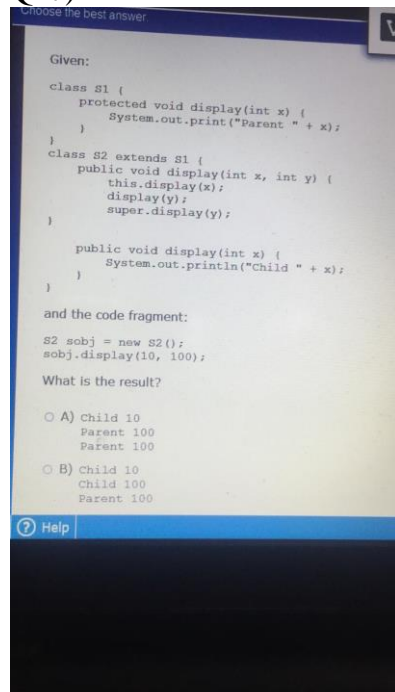 Choose the best answer
Given:
class S1 {
protected void display(int x) {
System.out.print("Parent " + x);
}
}
class S2 extends S1 {
public void display(int x, int y) {
this.display(x);
display(y);
super.display(y);
}
public void display(int x) {
System.out.println("Child " + x);
}
}
and the code fragment:
S2 sobj = new S2();
sobj.display(10, 100);
What is the result?
A) Child 10
Parent 100
Parent 100
B) Child 10
Child 100
Parent 100
? Help